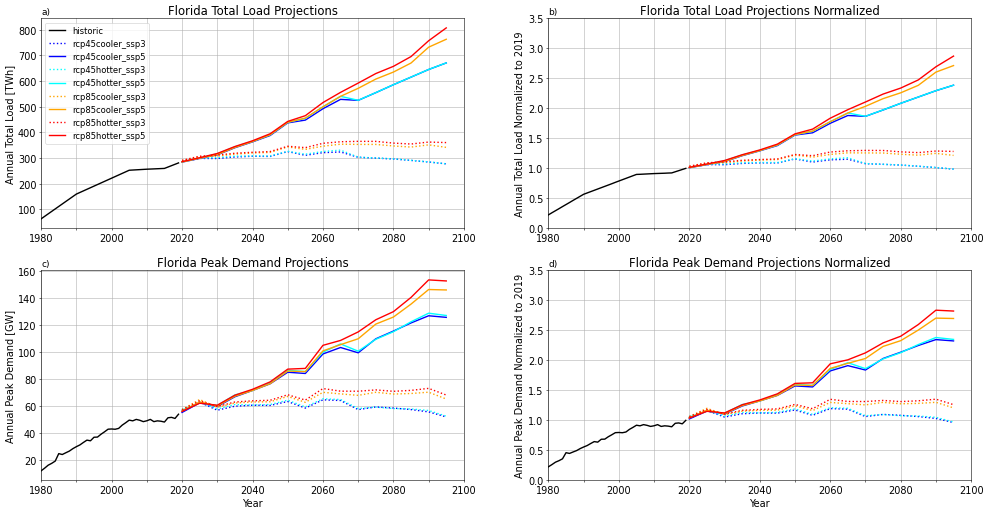 a)
Florida Total Load Projections
Annual Total Load [TWh]
800
700
600
500
400
300
200
100
historic
rcp45cooler_ssp3
rcp45cooler_ssp5
rcp45hotter_ssp3
rcp45hotter_ssp5
rcp85cooler_ssp3
rcp85cooler_ssp5
rcp85hotter_ssp3
rcp85hotter_ssp5
1980 2000 2020 2040 2060 2080 2100
b)
Florida Total Load Projections Normalized
Annual Total Load Normalized to 2019
3.5
3.0
2.5
2.0
1.5
1.0
0.5
0.0
1980 2000 2020 2040 2060 2080 2100
c)
Florida Peak Demand Projections
Annual Peak Demand [GW]
160
140
120
100
80
60
40
20
1980 2000 2020 2040 2060 2080 2100
Year
d)
Florida Peak Demand Projections Normalized
Annual Peak Demand Normalized to 2019
3.5
3.0
2.5
2.0
1.5
1.0
0.5
0.0
1980 2000 2020 2040 2060 2080 2100
Year